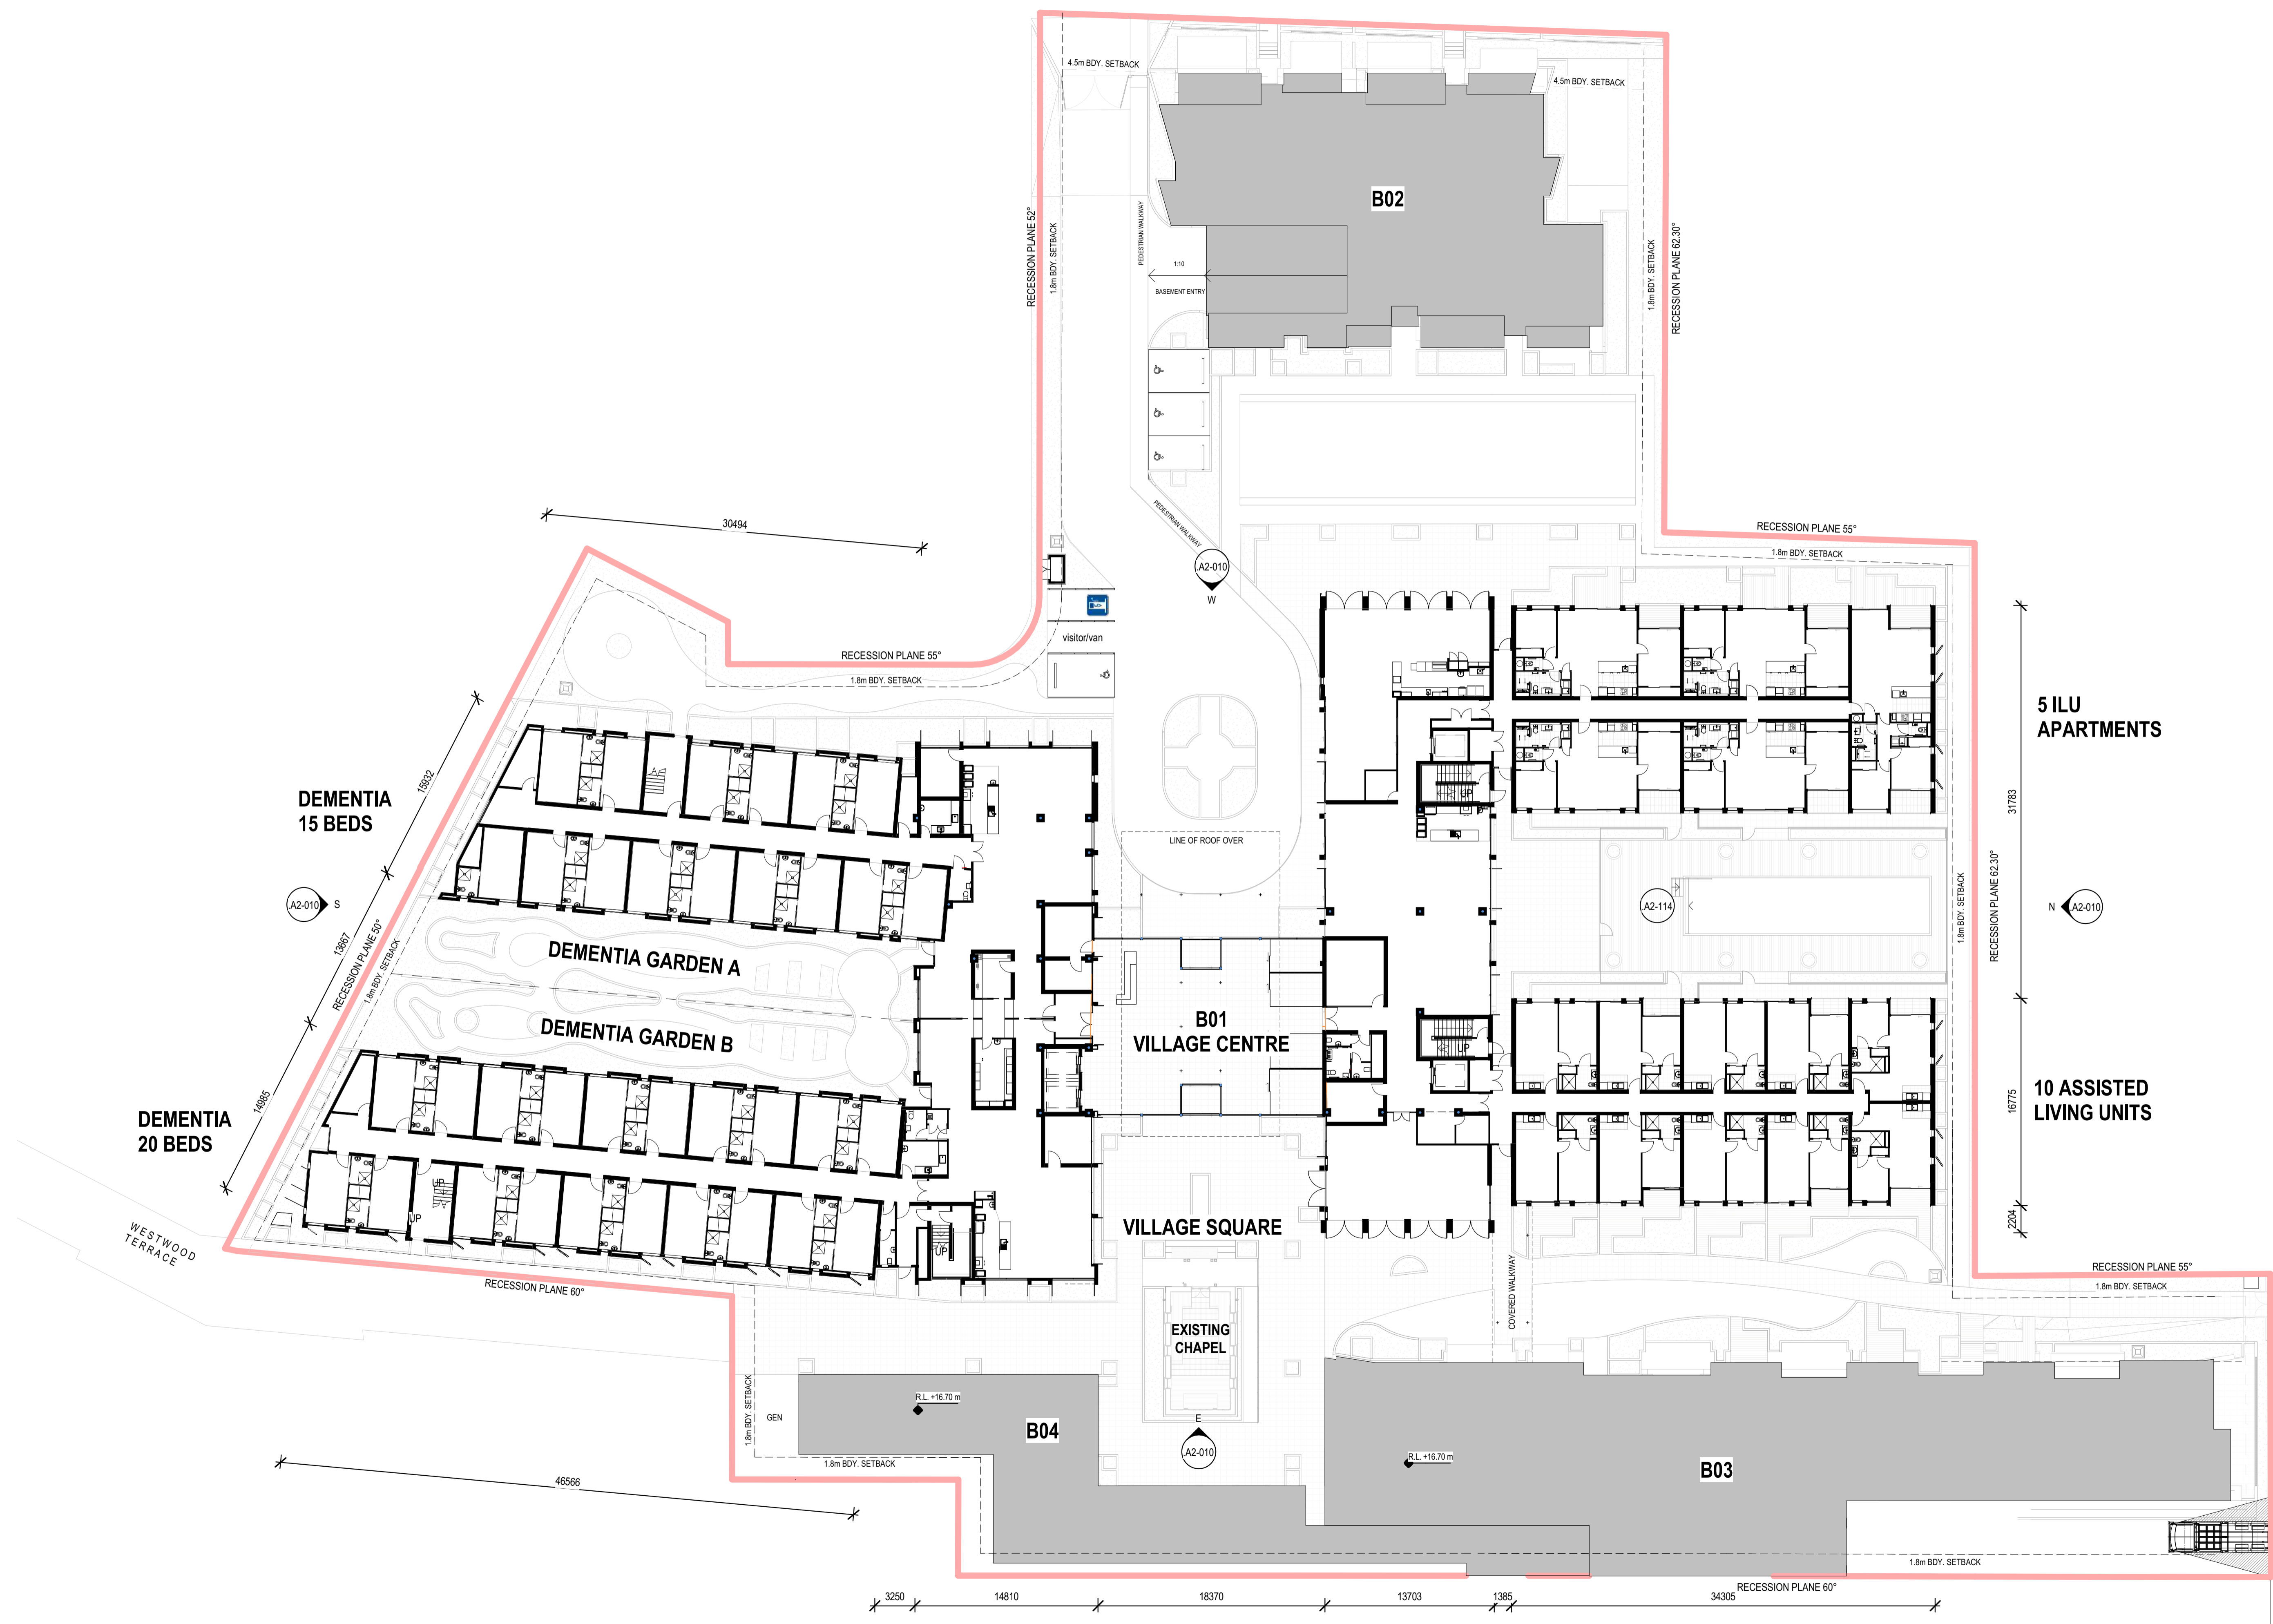 4.5m BDY. SETBACK
4.5m BDY. SETBACK
B02
RECESSION PLANE 52°
1.8m BDY. SETBACK
PEDESTRIAN WALKWAY
1:10
BASEMENT ENTRY
1.8m BDY. SETBACK
RECESSION PLANE 62.30°
PEDESTRIAN WALKWAY
30494
RECESSION PLANE 55°
1.8m BDY. SETBACK
.A2-010
W
visitor/van
RECESSION PLANE 55°
1.8m BDY. SETBACK
5 ILU
APARTMENTS
15932
DEMENTIA
15 BEDS
UP
31783
LINE OF ROOF OVER
.A2-010
S
13667
RECESSION PLANE 50°
1.8m BDY. SETBACK
DEMENTIA GARDEN A
.A2-114
1.8m BDY. SETBACK
RECESSION PLANE 62.30°
N
.A2-010
DEMENTIA GARDEN B
B01
VILLAGE CENTRE
UP
14985
DEMENTIA
20 BEDS
16775
10 ASSISTED
LIVING UNITS
UP
UP
UP
VILLAGE SQUARE
2204
WESTWOOD
TERRACE
RECESSION PLANE 60°
COVERED WALKWAY
RECESSION PLANE 55°
1.8m BDY. SETBACK
EXISTING
CHAPEL
1.8m BDY. SETBACK
GEN
R.L. +16.70 m
B04
E
.A2-010
R.L. +16.70 m
B03
1.8m BDY. SETBACK
46566
1.8m BDY. SETBACK
RECESSION PLANE 60°
3250
14810
18370
13703
1385
34305